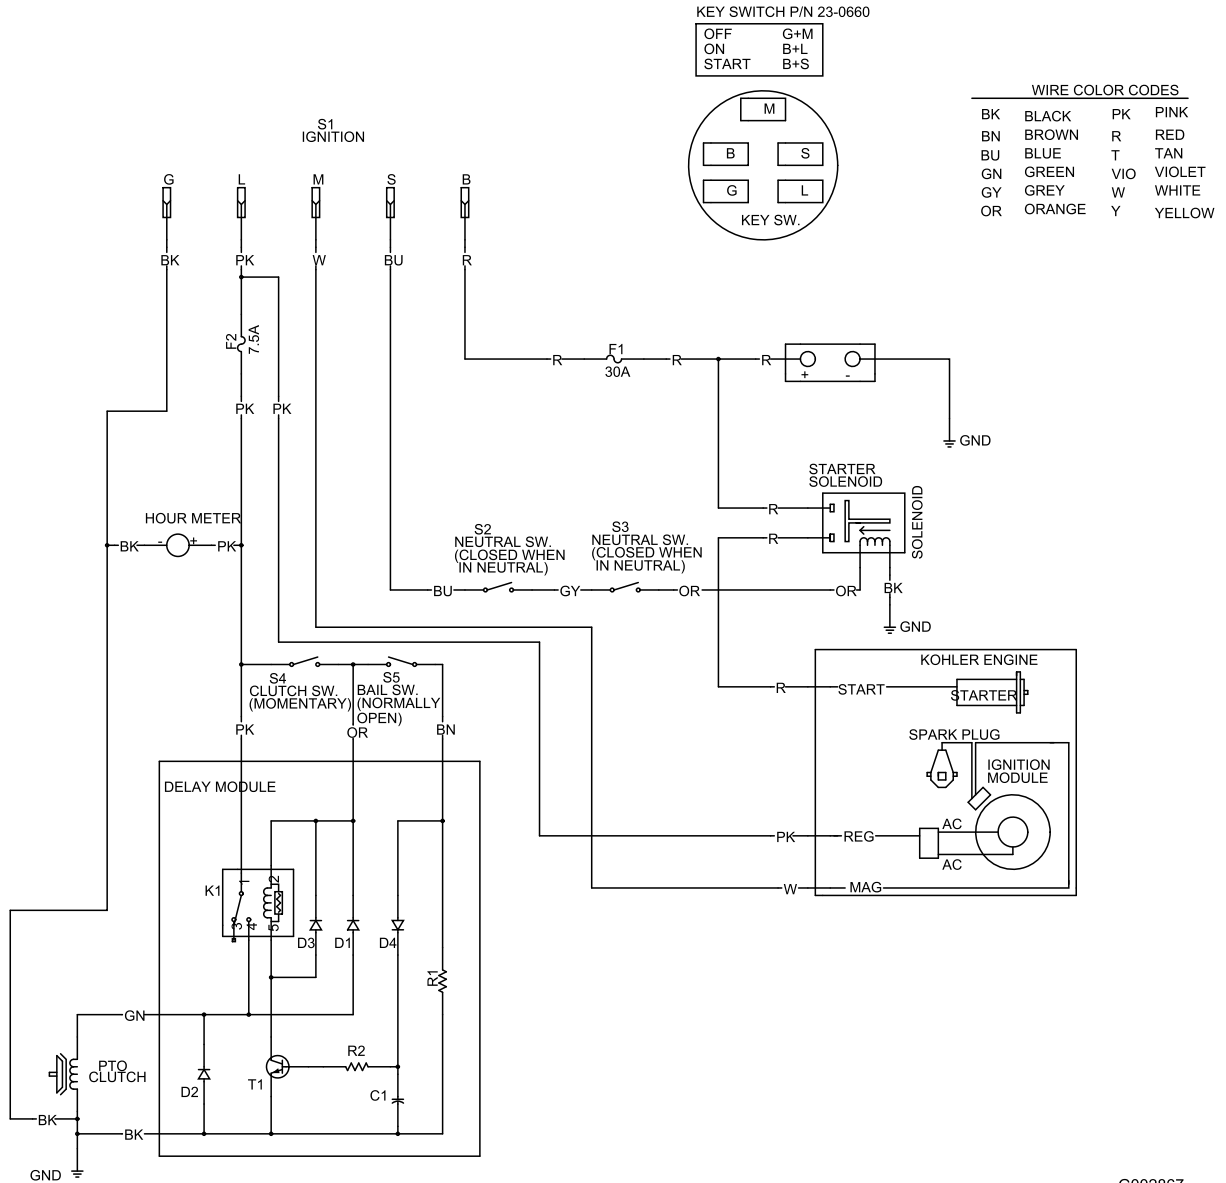 KEY SWITCH P/N 23-0660
OFF G+M
ON B+L
START B+S
WIRE COLOR CODES
BK BLACK PK PINK
BN BROWN R RED
BU BLUE T TAN
GN GREEN VIO VIOLET
GY GREY W WHITE
OR ORANGE Y YELLOW
M
B S
G L
KEY SW.
S1
IGNITION
G L M S B
BK PK W BU R
F2
7.5A
R F1 R R
30A
+ -
PK PK
GND
STARTER
SOLENOID
SOLENOID
R
HOUR METER
BK - + PK
R
S2
NEUTRAL SW.
(CLOSED WHEN
IN NEUTRAL)
S3
NEUTRAL SW.
(CLOSED WHEN
IN NEUTRAL)
BU GY OR OR BK
GND
S4
CLUTCH SW.
(MOMENTARY)
S5
BAIL SW.
(NORMALLY
OPEN)
PK OR BN
KOHLER ENGINE
R START STARTER
SPARK PLUG
IGNITION
MODULE
PK REG AC
AC
W MAG
DELAY MODULE
K1 1 2
3 4 5
D3 D1 D4 R1
GN
PTO
CLUTCH
D2 T1 R2 C1
BK
BK
GND